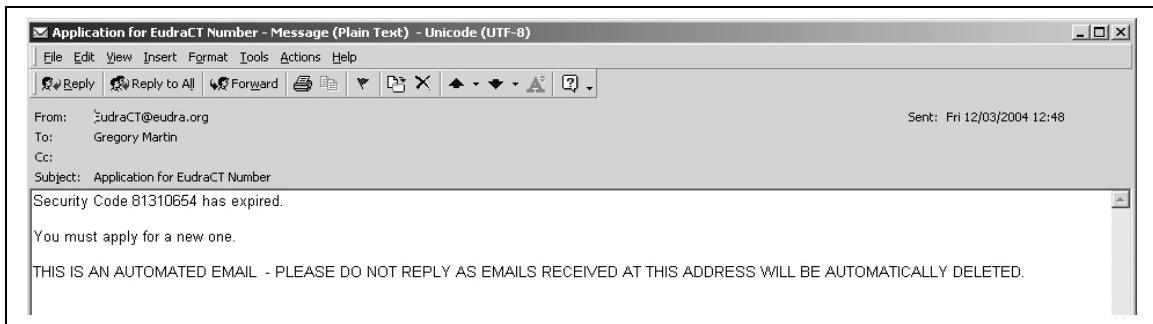 Application for EudraCT Number - Message (Plain Text) - Unicode (UTF-8)
File Edit View Insert Format Tools Actions Help
Reply Reply to All Forward
From: EudraCT@eudra.org Sent: Fri 12/03/2004 12:48
To: Gregory Martin
Cc:
Subject: Application for EudraCT Number
Security Code 81310654 has expired.
You must apply for a new one.
THIS IS AN AUTOMATED EMAIL - PLEASE DO NOT REPLY AS EMAILS RECEIVED AT THIS ADDRESS WILL BE AUTOMATICALLY DELETED.